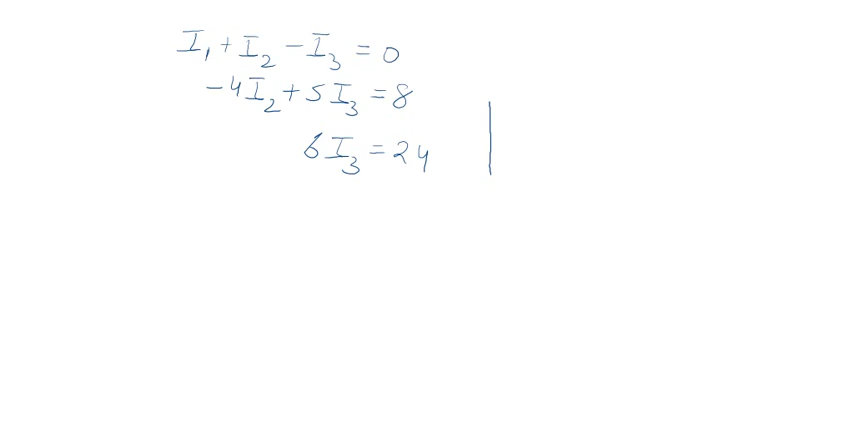 I₁ + I₂ - I₃ = 0
-4I₂ + 5I₃ = 8
6I₃ = 24